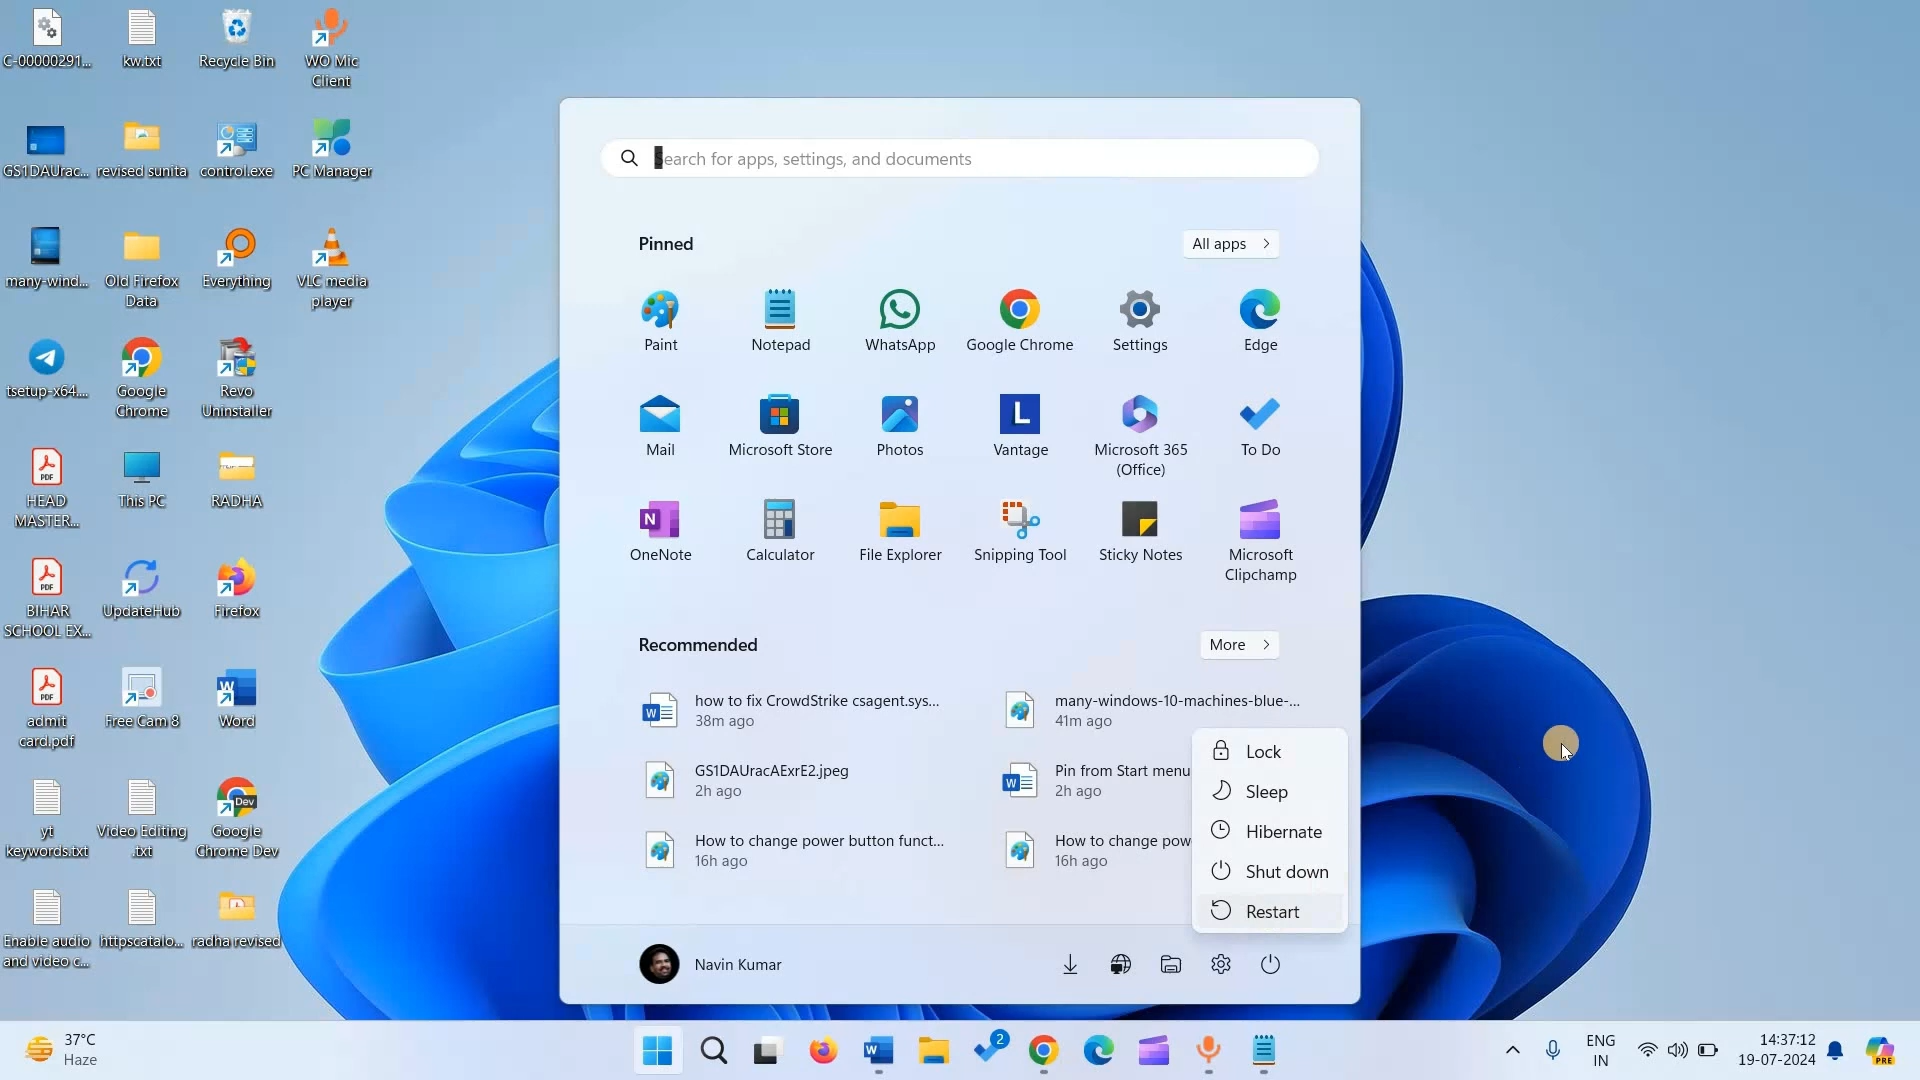 C-00000291...
kw.txt
Recycle Bin
WO Mic
Client
GS1DAUrac...
revised sunita
control.exe
PC Manager
many-wind...
Old Firefox
Data
Everything
VLC media
player
tsetup-x64....
Google
Chrome
Revo
Uninstaller
HEAD
MASTER...
This PC
RADHA
BIHAR
SCHOOL EX...
UpdateHub
Firefox
admit
card.pdf
Free Cam 8
Word
yt
keywords.txt
Video Editing
.txt
Google
Chrome Dev
Enable audio
and video c...
httpscatalo...
radha revised
Search for apps, settings, and documents
Pinned
All apps
Paint
Notepad
WhatsApp
Google Chrome
Settings
Edge
Mail
Microsoft Store
Photos
Vantage
Microsoft 365
(Office)
To Do
OneNote
Calculator
File Explorer
Snipping Tool
Sticky Notes
Microsoft
Clipchamp
Recommended
More
how to fix CrowdStrike csagent.sys...
38m ago
many-windows-10-machines-blue-...
41m ago
GS1DAUracAExrE2.jpeg
2h ago
Pin from Start menu
2h ago
How to change power button funct...
16h ago
How to change pow
16h ago
Lock
Sleep
Hibernate
Shut down
Restart
Navin Kumar
37°C
Haze
2
ENG
IN
14:37:12
19-07-2024
PRE